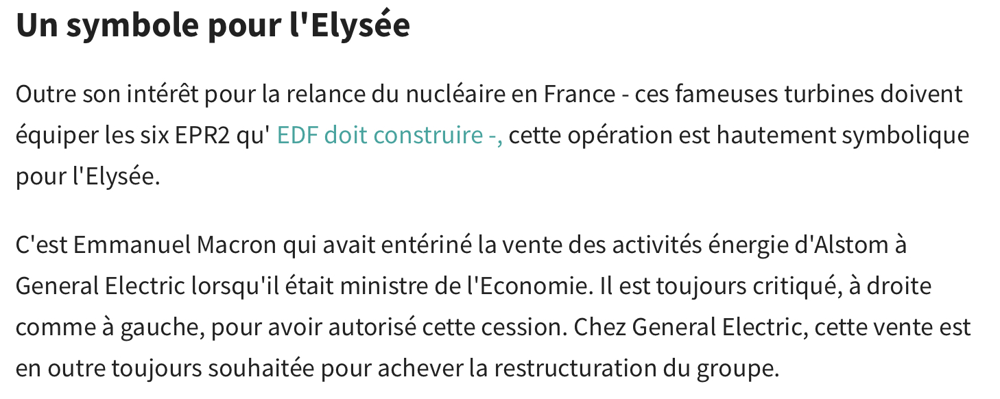 Un symbole pour l'Elysée
Outre son intérêt pour la relance du nucléaire en France - ces fameuses turbines doivent
équiper les six EPR2 qu' EDF doit construire -, cette opération est hautement symbolique
pour l'Elysée.
C'est Emmanuel Macron qui avait entériné la vente des activités énergie d'Alstom à
General Electric lorsqu'il était ministre de l'Economie. Il est toujours critiqué, à droite
comme à gauche, pour avoir autorisé cette cession. Chez General Electric, cette vente est
en outre toujours souhaitée pour achever la restructuration du groupe.